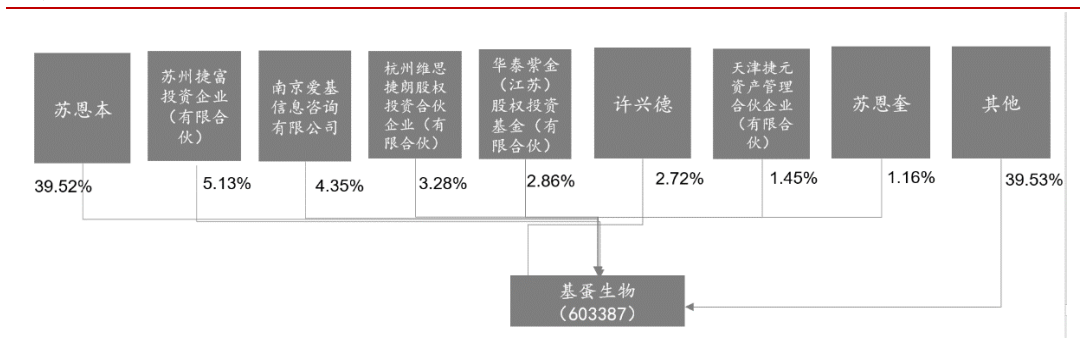 苏恩本
苏州捷富
投资企业
（有限合
伙）
南京爱基
信息咨询
有限公司
杭州维思
捷朗股权
投资合伙
企业（有
限合伙）
华泰紫金
（江苏）
股权投资
基金（有
限合伙）
许兴德
天津捷元
资产管理
合伙企业
（有限合
伙）
苏恩奎
其他
39.52%
5.13%
4.35%
3.28%
2.86%
2.72%
1.45%
1.16%
39.53%
基蛋生物
（603387）